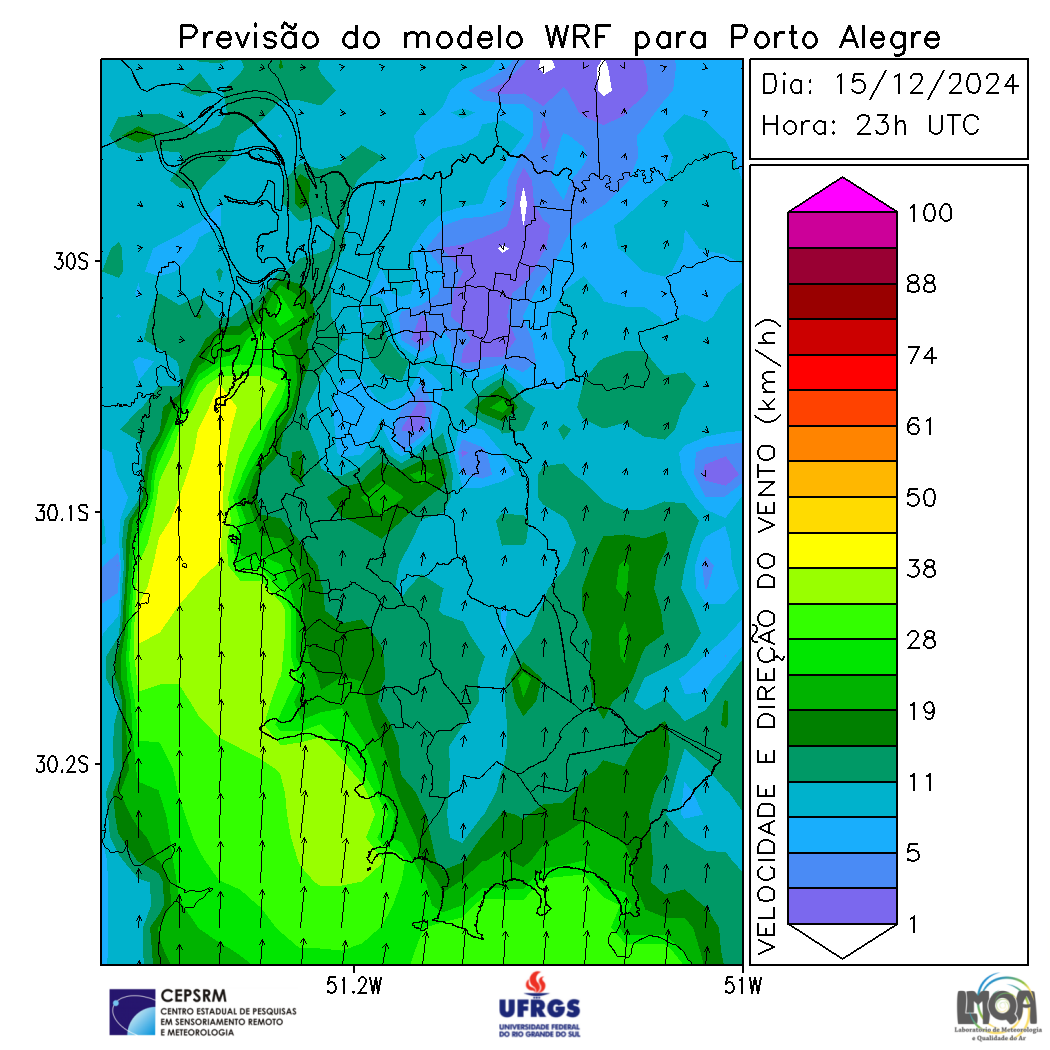 Previsão do modelo WRF para Porto Alegre
Dia: 15/12/2024
Hora: 23h UTC
VELOCIDADE E DIREÇÃO DO VENTO (km/h)
100
88
74
61
50
38
28
19
11
5
1
30S
30.1S
30.2S
51.2W
51W
CEPSRM
CENTRO ESTADUAL DE PESQUISAS
EM SENSORIAMENTO REMOTO
E METEOROLOGIA
UFRGS
UNIVERSIDADE FEDERAL
DO RIO GRANDE DO SUL
LMQA
Laboratório de Meteorologia
e Qualidade do Ar